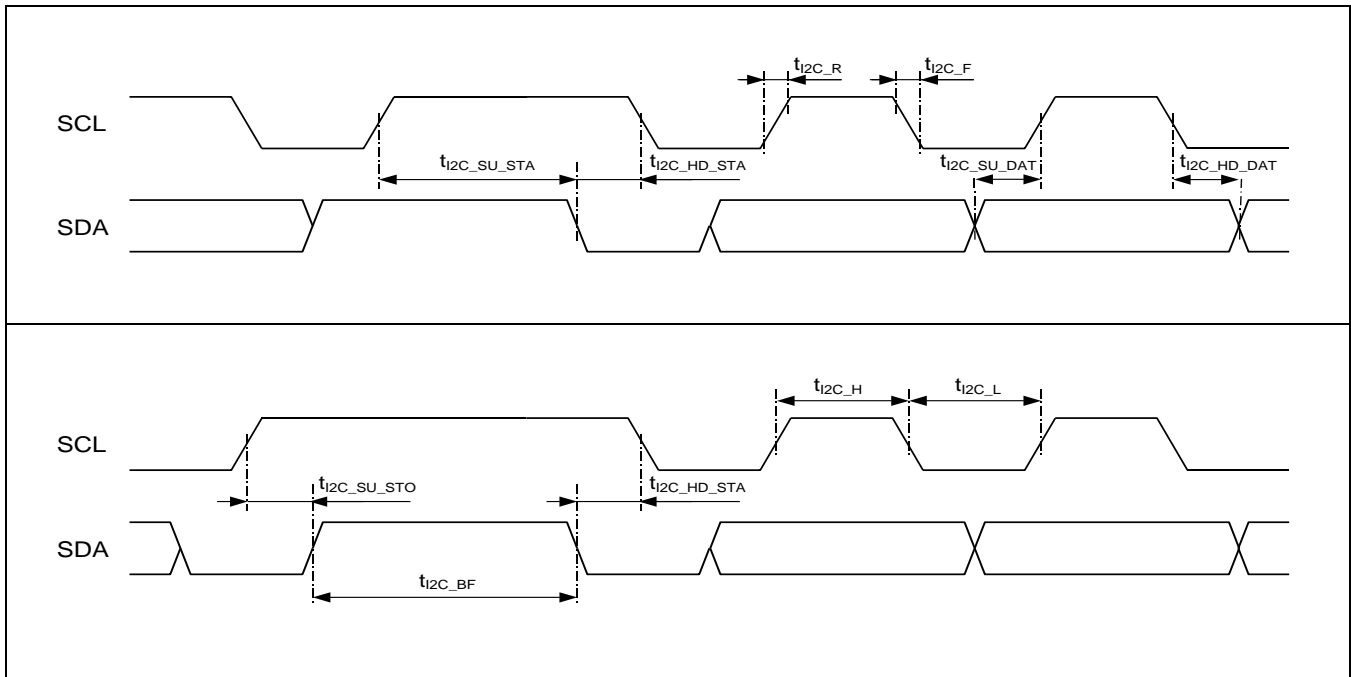 tI2C_R tI2C_F
SCL
tI2C_SU_STA tI2C_HD_STA tI2C_SU_DAT tI2C_HD_DAT
SDA
tI2C_H tI2C_L
SCL
tI2C_SU_STO tI2C_HD_STA
SDA
tI2C_BF